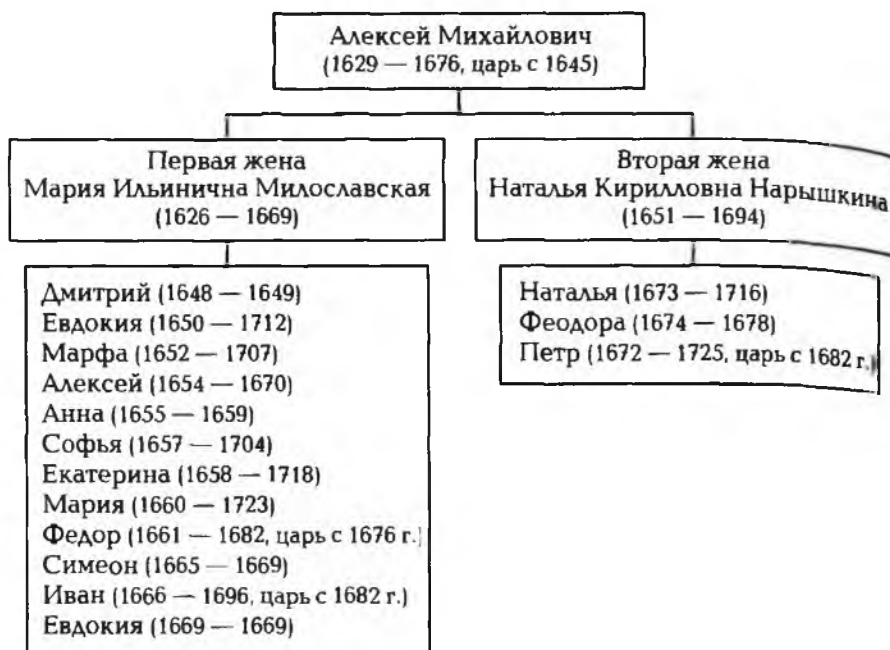 Алексей Михайлович
(1629 — 1676, царь с 1645)
Первая жена
Мария Ильинична Милославская
(1626 — 1669)
Вторая жена
Наталья Кирилловна Нарышкина
(1651 — 1694)
Дмитрий (1648 — 1649)
Евдокия (1650 — 1712)
Марфа (1652 — 1707)
Алексей (1654 — 1670)
Анна (1655 — 1659)
Софья (1657 — 1704)
Екатерина (1658 — 1718)
Мария (1660 — 1723)
Федор (1661 — 1682, царь с 1676 г.)
Симеон (1665 — 1669)
Иван (1666 — 1696, царь с 1682 г.)
Евдокия (1669 — 1669)
Наталья (1673 — 1716)
Феодора (1674 — 1678)
Петр (1672 — 1725, царь с 1682 г.)